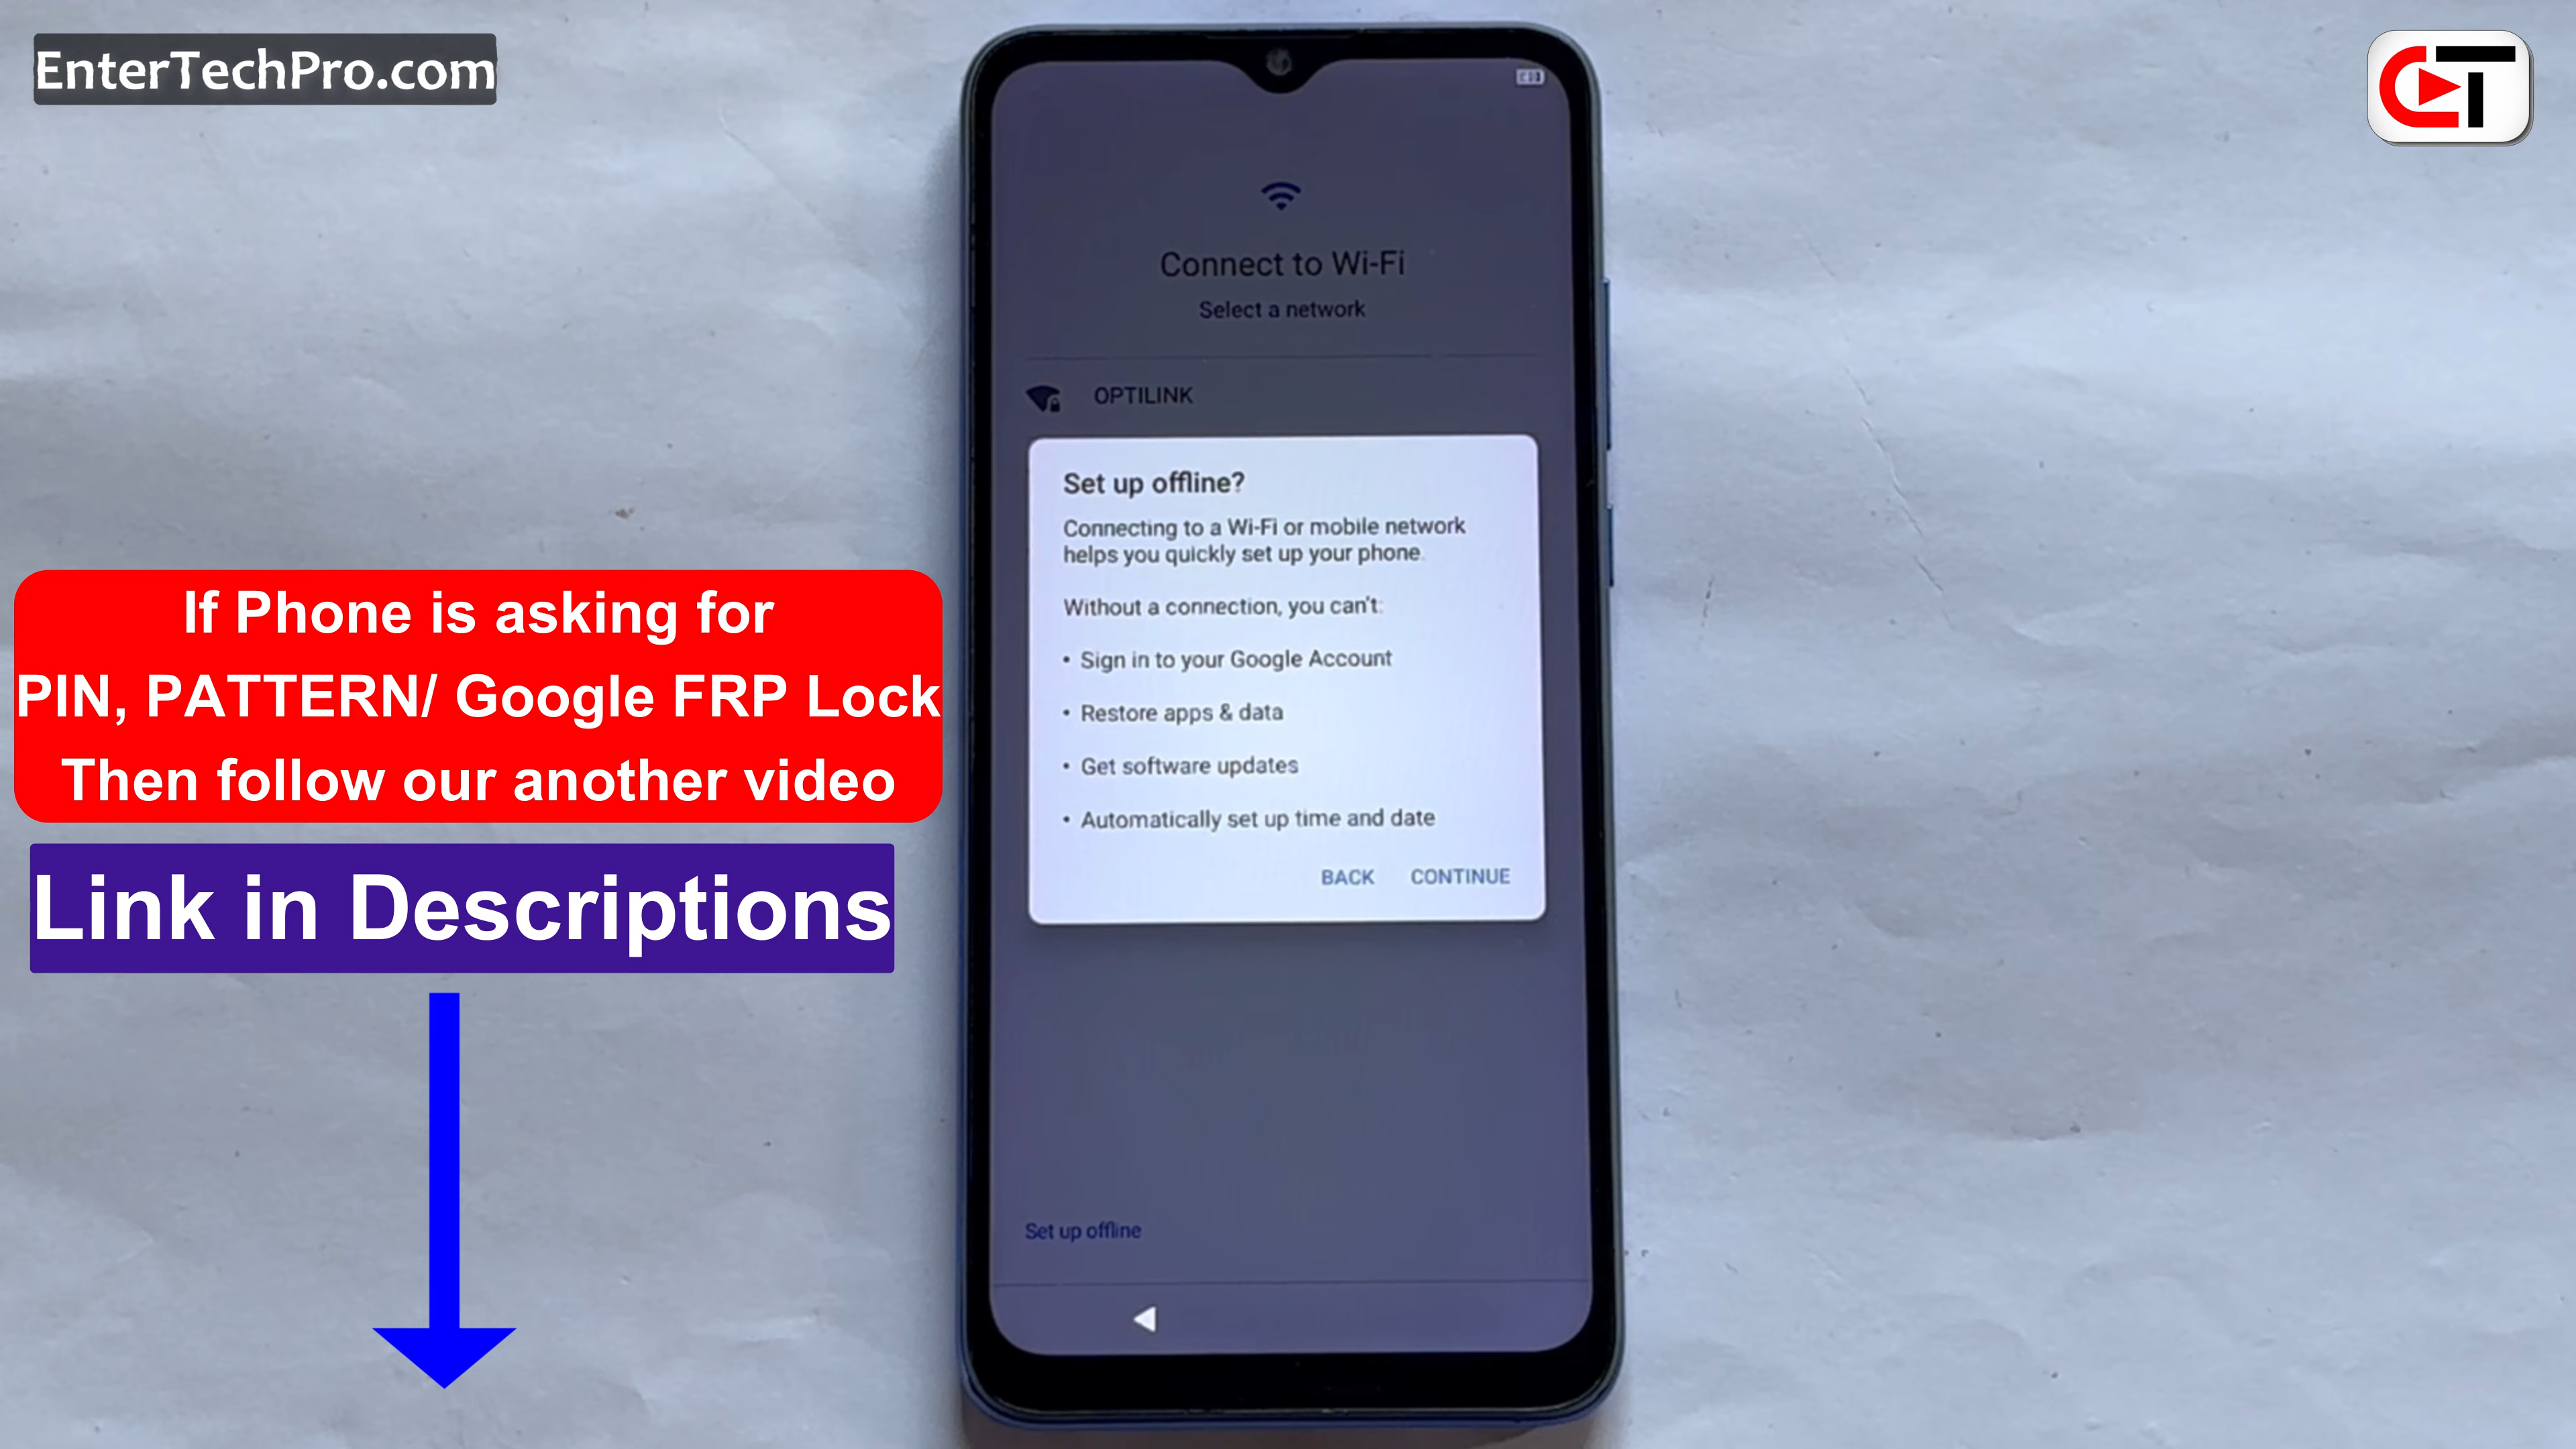 EnterTechPro.com
CT
Connect to Wi-Fi
Select a network
OPTILINK
Set up offline?
Connecting to a Wi-Fi or mobile network
helps you quickly set up your phone.
Without a connection, you can't:
• Sign in to your Google Account
• Restore apps & data
• Get software updates
• Automatically set up time and date
BACK CONTINUE
Set up offline
If Phone is asking for
PIN, PATTERN/ Google FRP Lock
Then follow our another video
Link in Descriptions